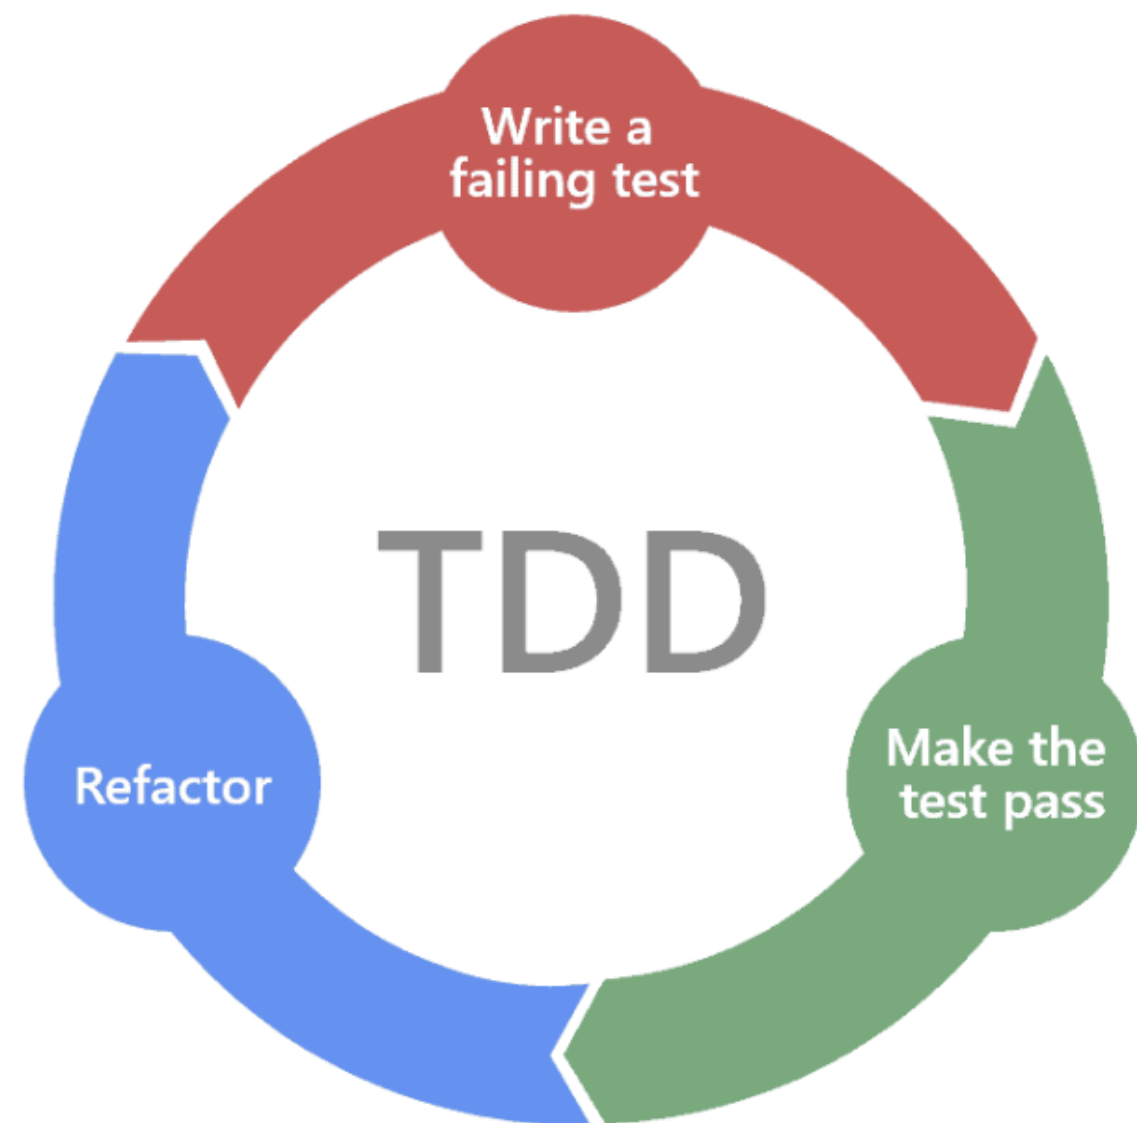 Write a
failing test
TDD
Make the
test pass
Refactor